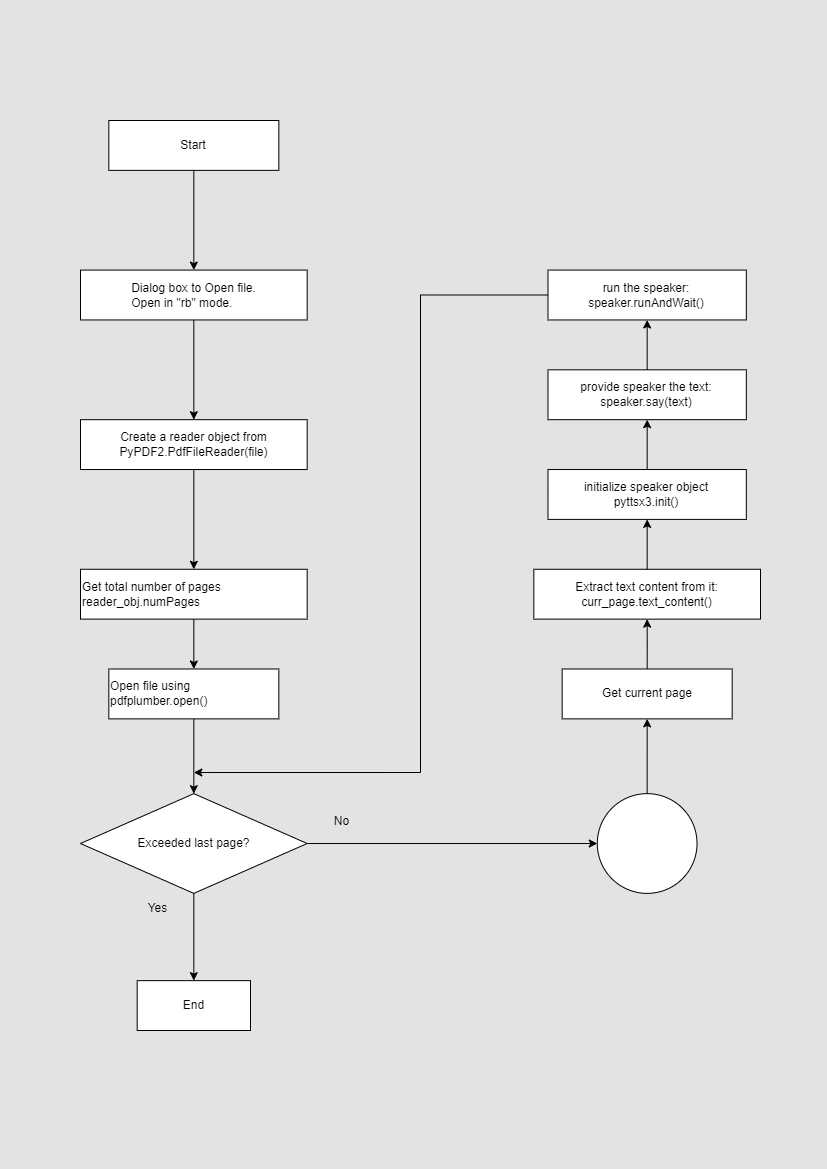 Start
Dialog box to Open file.
Open in "rb" mode.
Create a reader object from
PyPDF2.PdfFileReader(file)
Get total number of pages
reader_obj.numPages
Open file using
pdfplumber.open()
Exceeded last page?
No
Yes
End
Get current page
Extract text content from it:
curr_page.text_content()
initialize speaker object
pyttsx3.init()
provide speaker the text:
speaker.say(text)
run the speaker:
speaker.runAndWait()